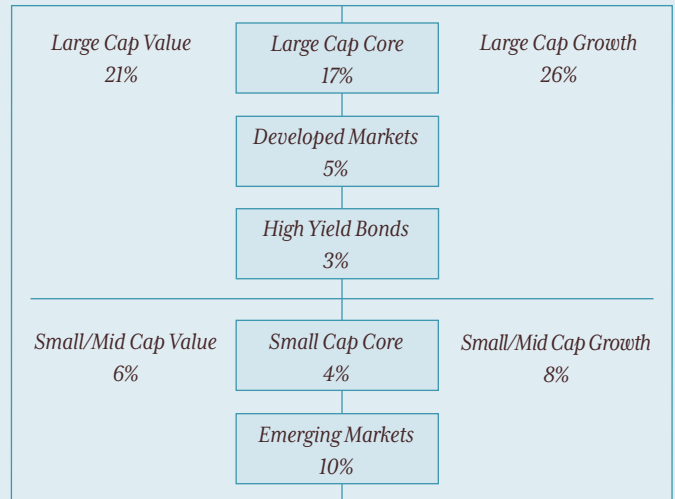 Large Cap Value
21%
Large Cap Core
17%
Large Cap Growth
26%
Developed Markets
5%
High Yield Bonds
3%
Small/Mid Cap Value
6%
Small Cap Core
4%
Small/Mid Cap Growth
8%
Emerging Markets
10%